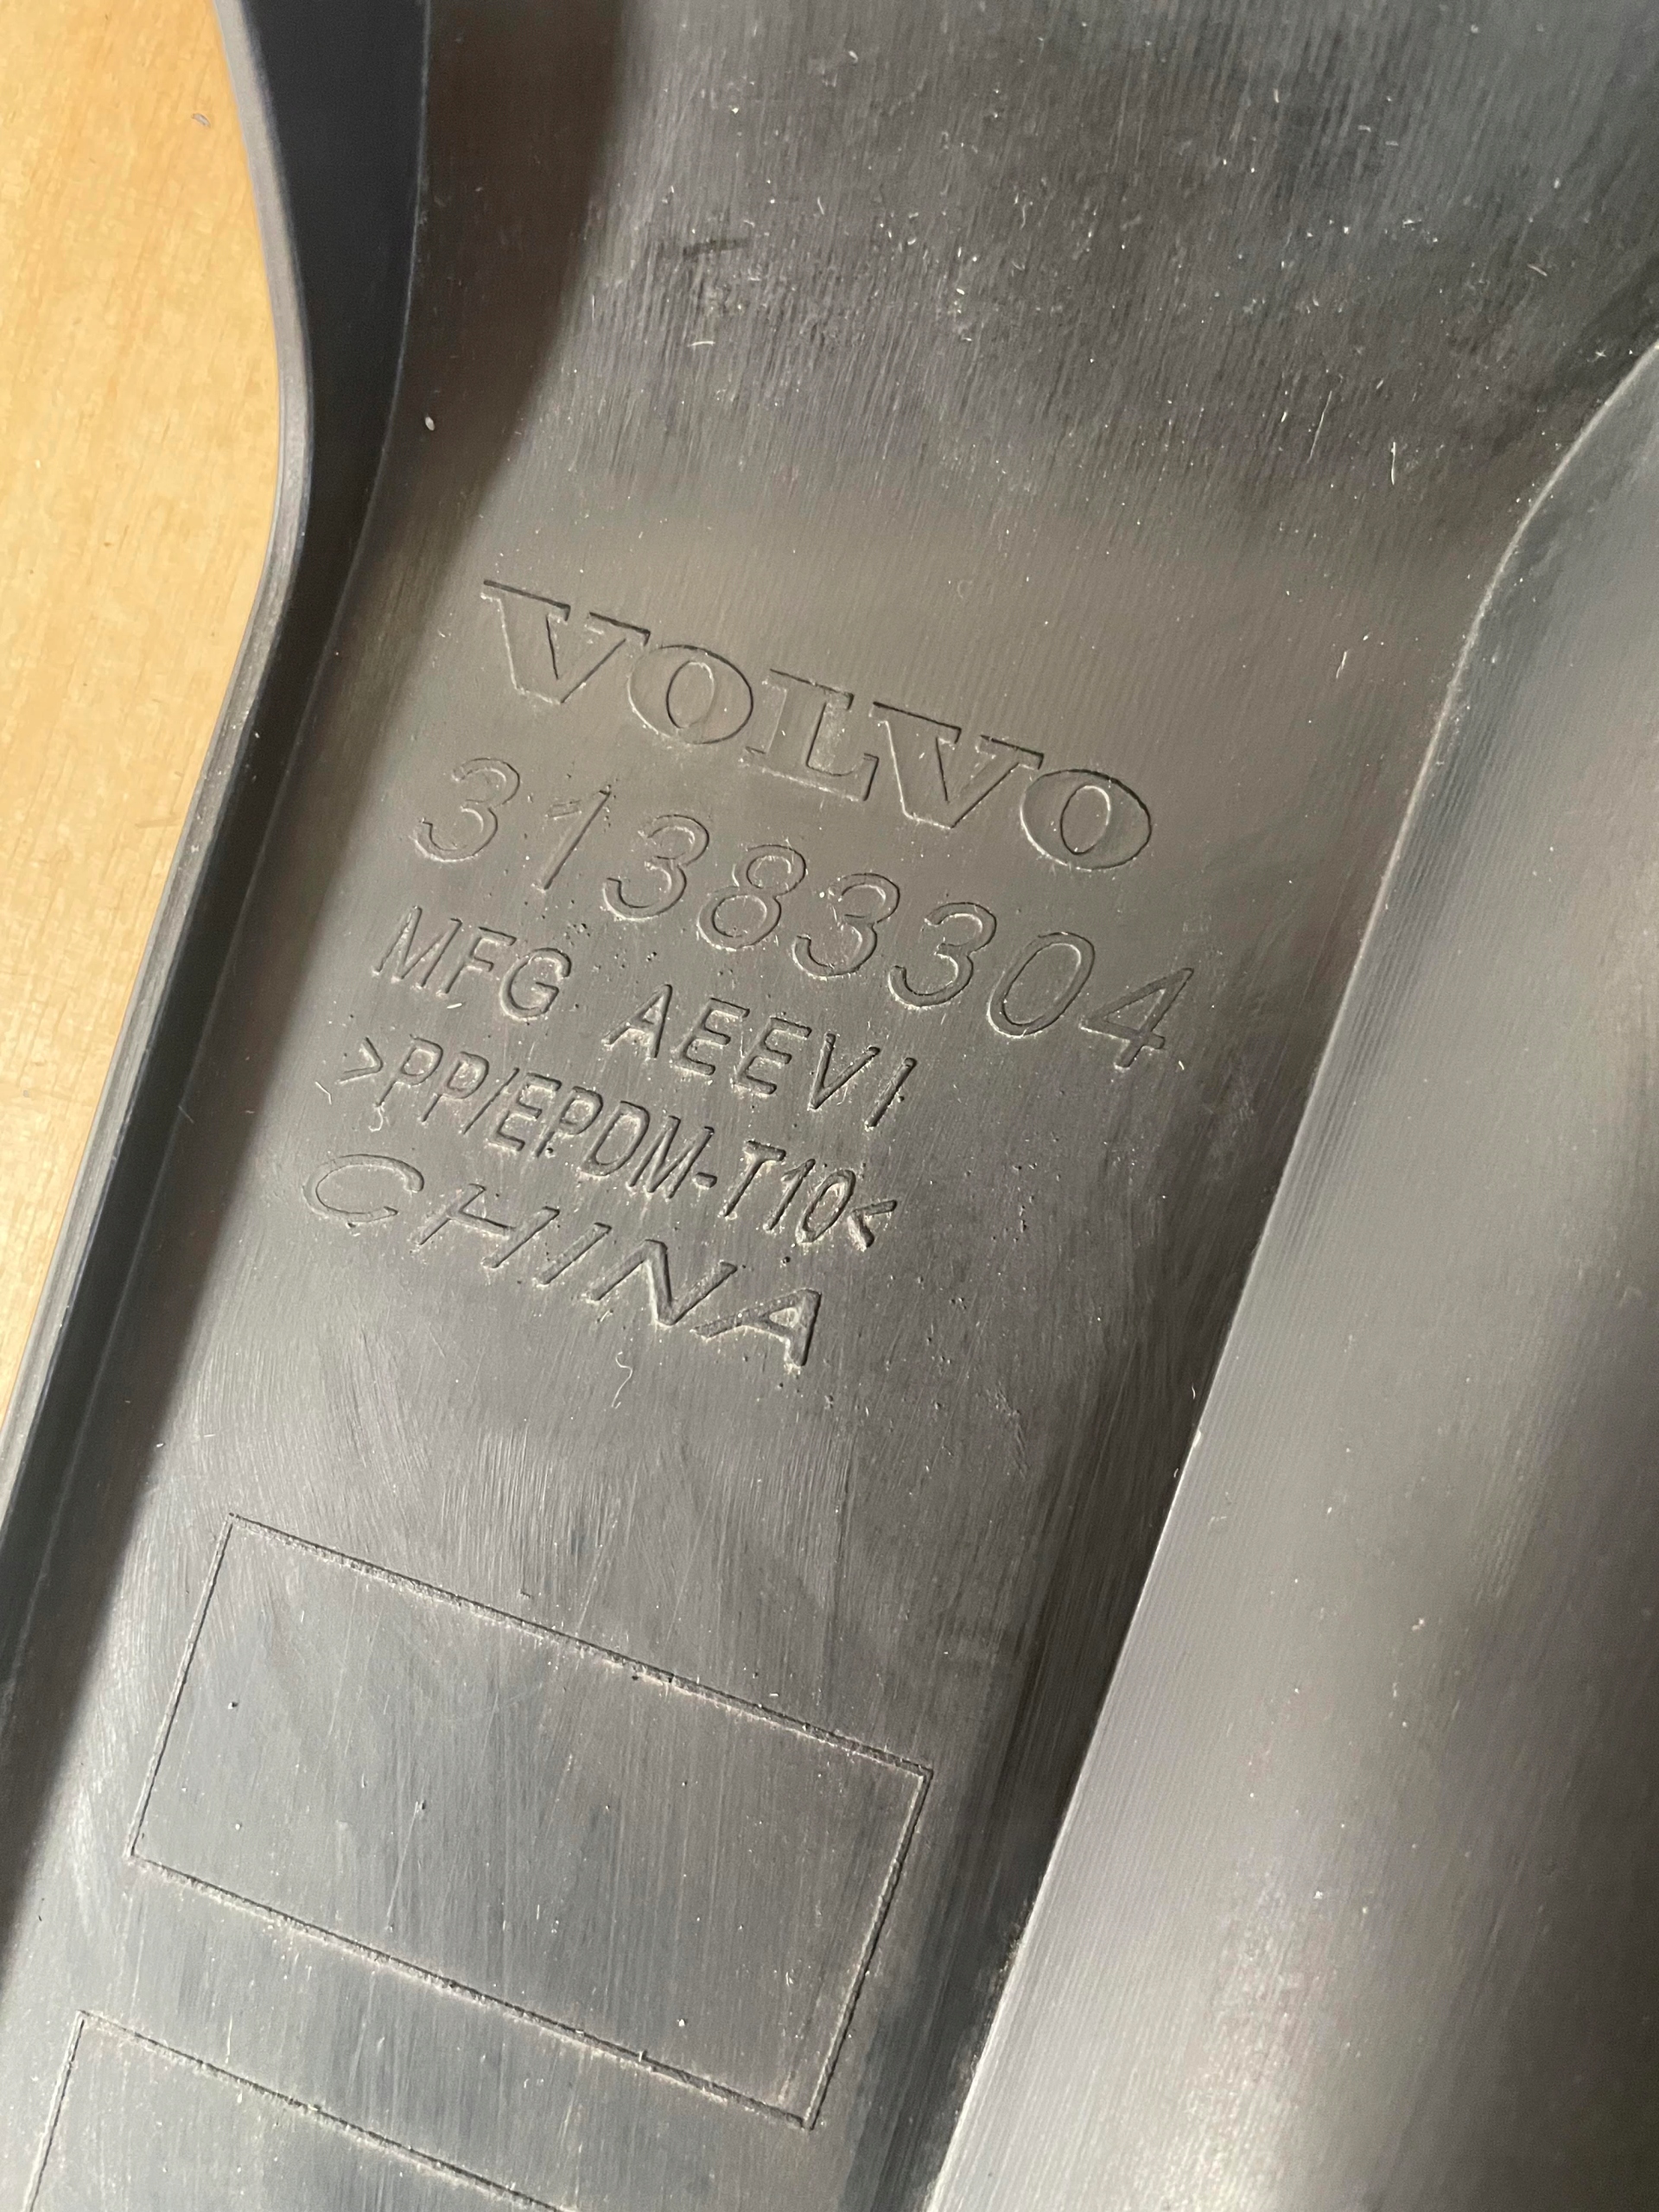 VOLVO
31383304
MFG AEEVI
>PP/EPDM-T10<
CHINA